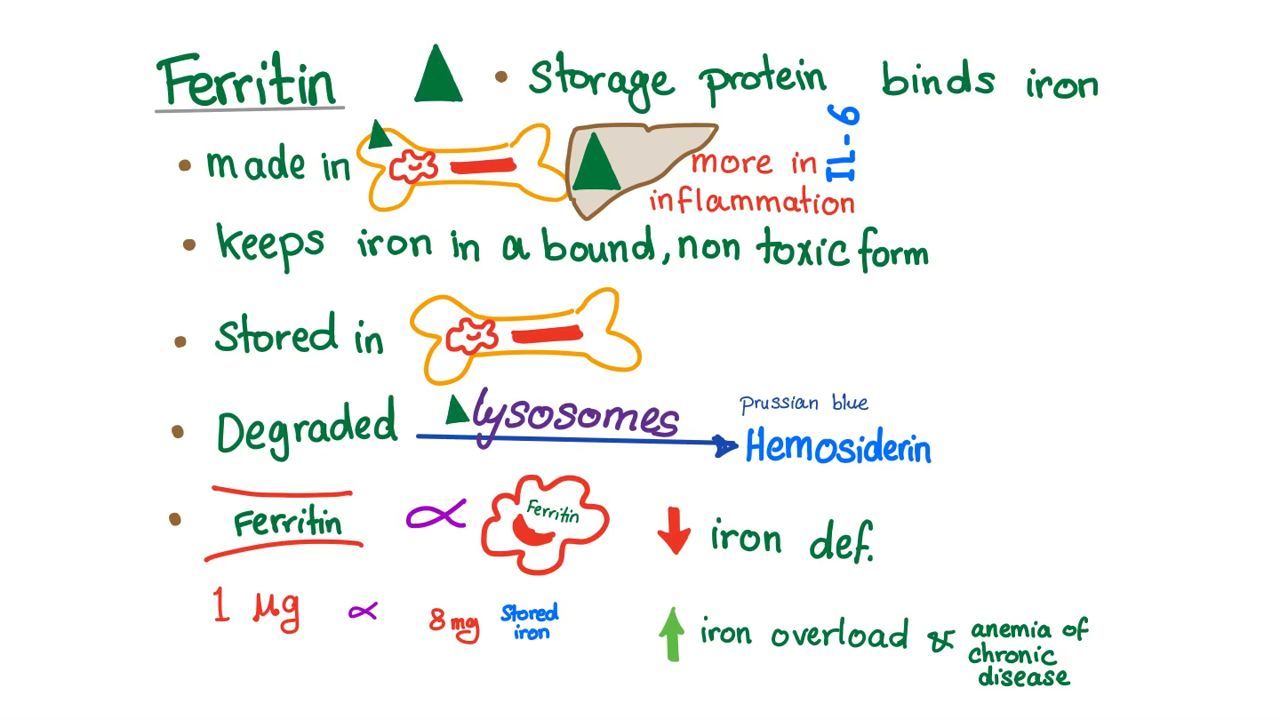 Ferritin • Storage protein binds iron
• made in more in IL-6
inflammation
• keeps iron in a bound, non toxic form
• Stored in
• Degraded lysosomes prussian blue
Hemosiderin
• Ferritin ∝ Ferritin ↓ iron def.
1 μg ∝ 8mg Stored
iron
↑ iron overload & anemia of
chronic
disease